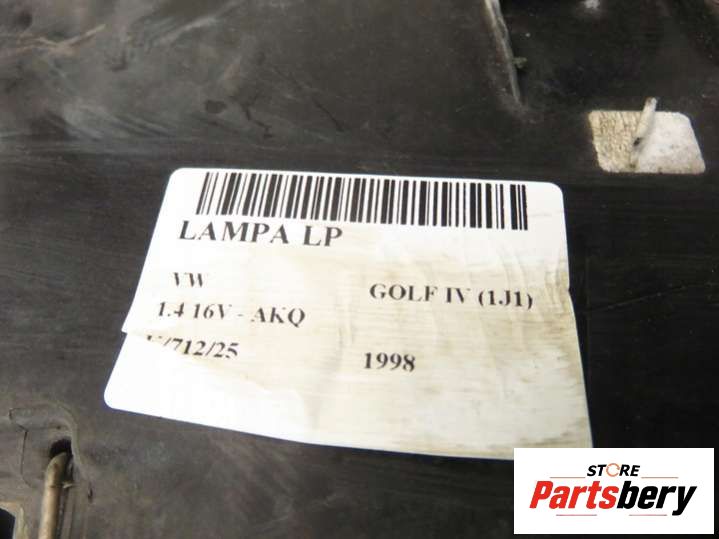 LAMPA LP
VW
GOLF IV (1J1)
1.4 16V - AKQ
/712/25
1998
STORE
Partsbery